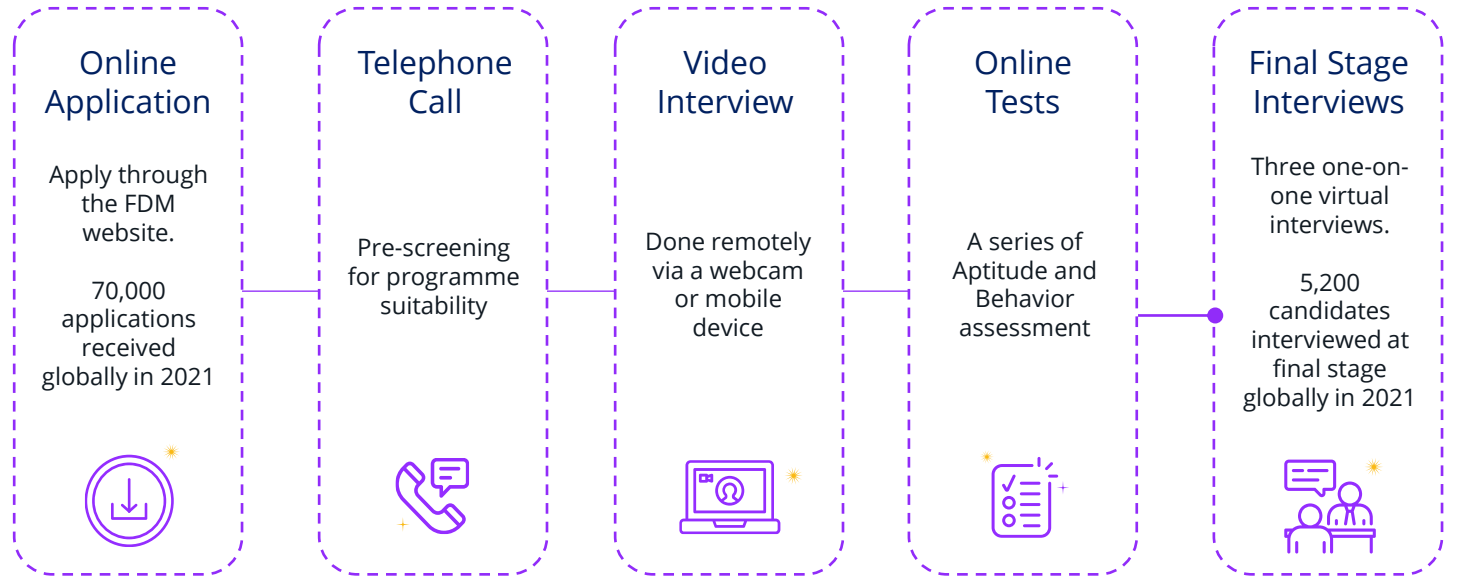 Online
Application
Apply through
the FDM
website.
70,000
applications
received
globally in 2021
Telephone
Call
Pre-screening
for programme
suitability
Video
Interview
Done remotely
via a webcam
or mobile
device
Online
Tests
A series of
Aptitude and
Behavior
assessment
Final Stage
Interviews
Three one-on-
one virtual
interviews.
5,200
candidates
interviewed at
final stage
globally in 2021